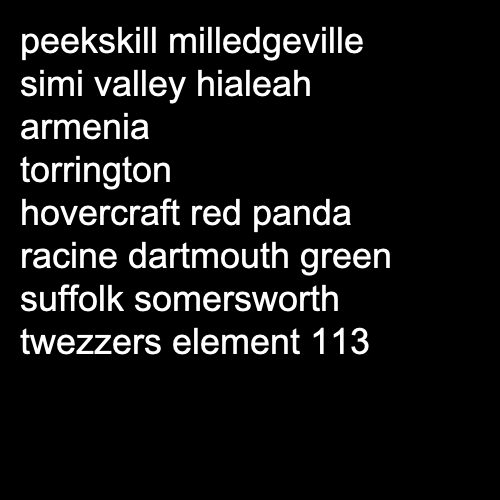 peekskill milledgeville
simi valley hialeah
armenia
torrington
hovercraft red panda
racine dartmouth green
suffolk somersworth
twezzers element 113